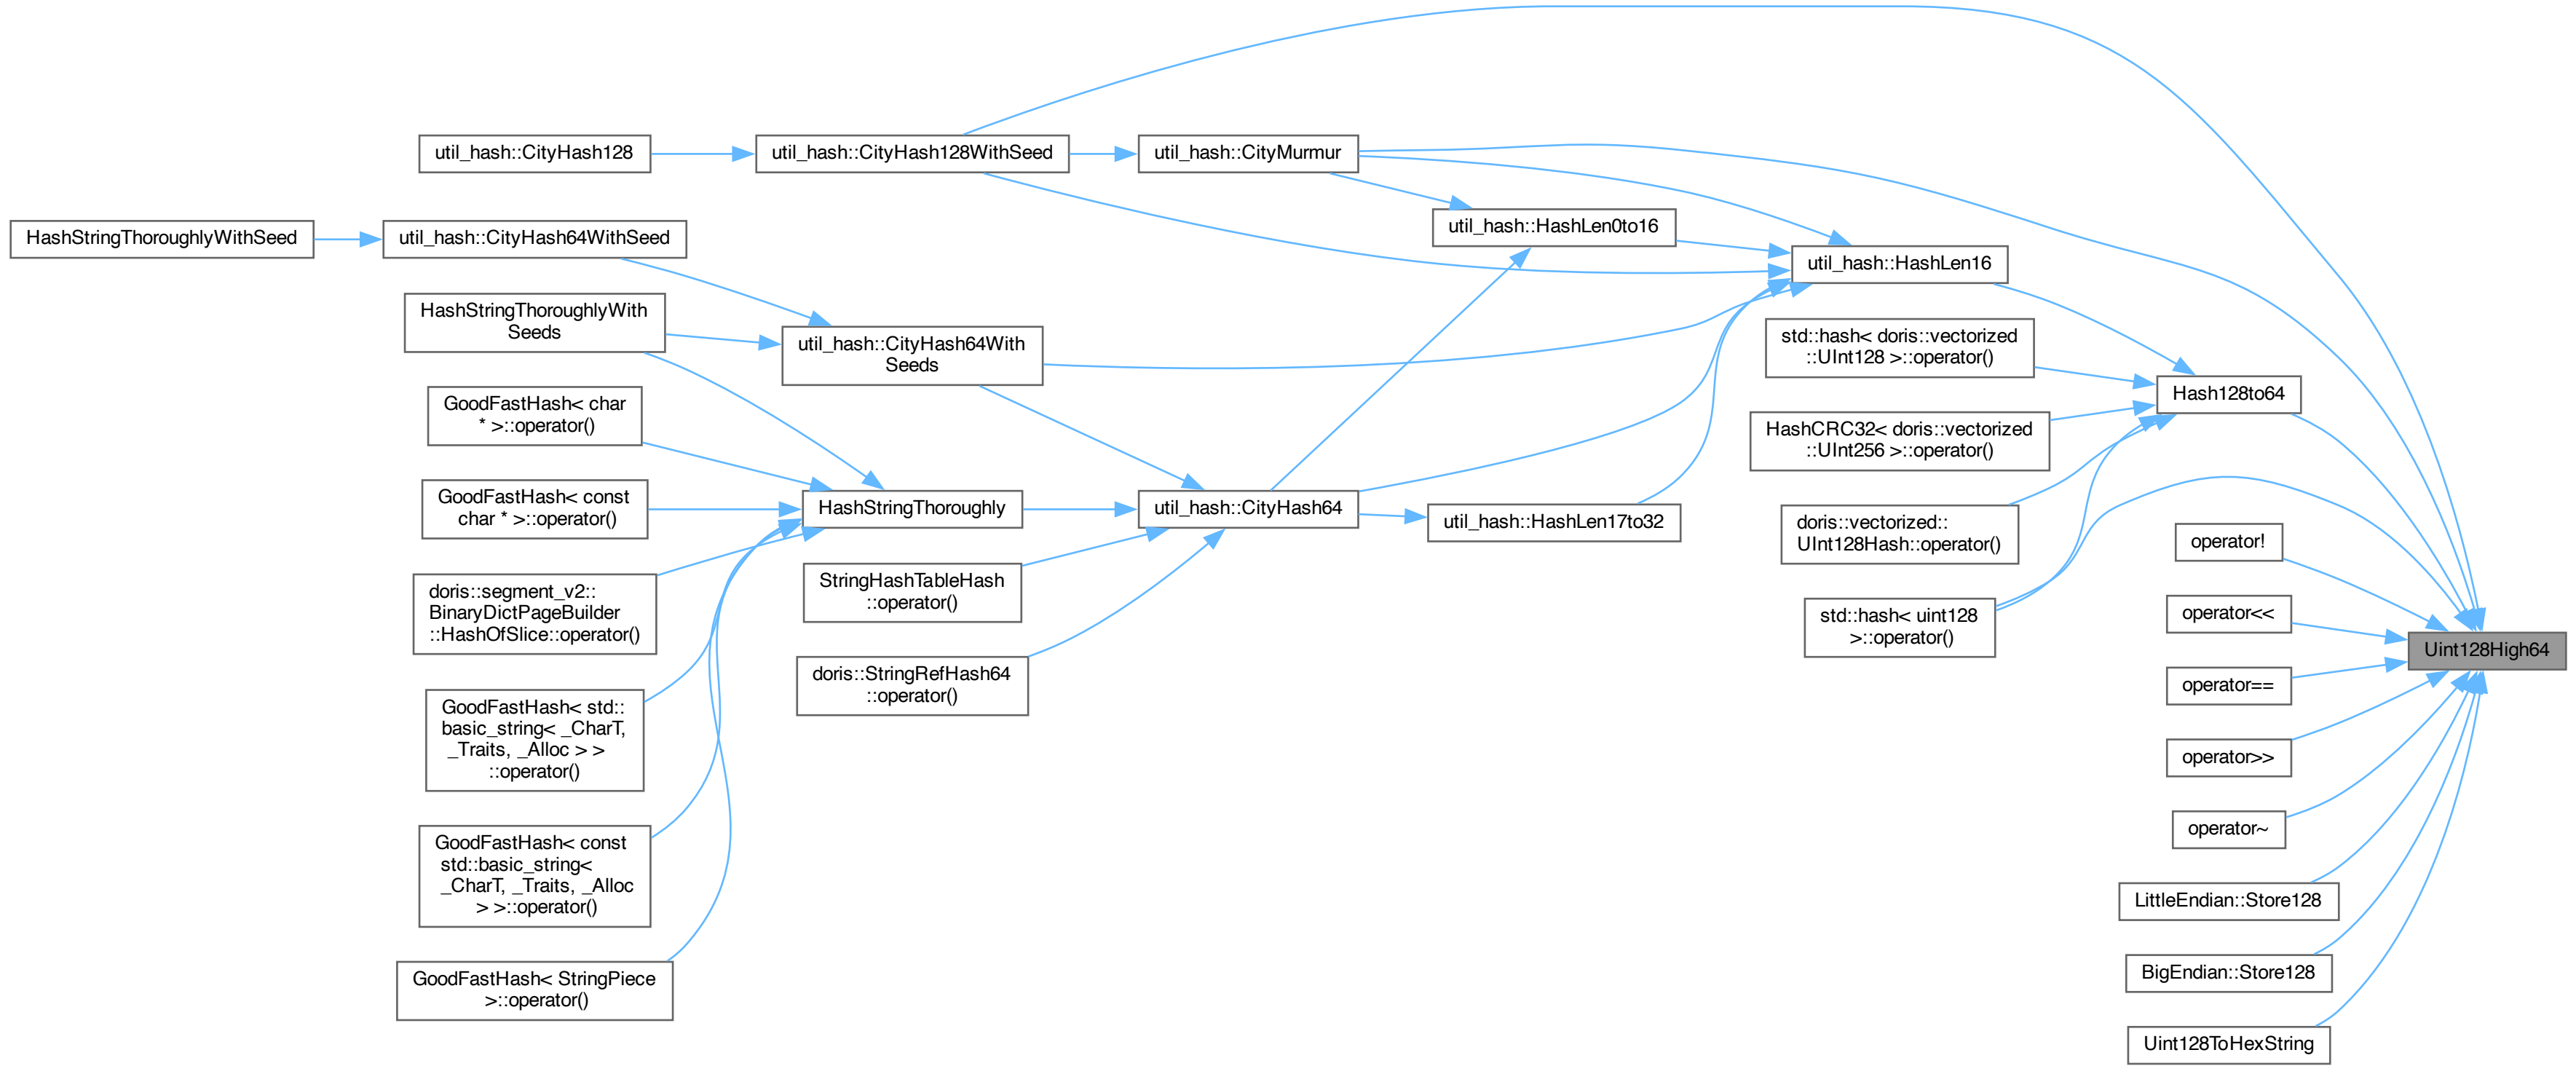 util_hash::CityHash128
util_hash::CityHash128WithSeed
util_hash::CityMurmur
HashStringThoroughlyWithSeed
util_hash::CityHash64WithSeed
util_hash::HashLen0to16
util_hash::HashLen16
HashStringThoroughlyWith
Seeds
util_hash::CityHash64With
Seeds
std::hash< doris::vectorized
::UInt128 >::operator()
Hash128to64
GoodFastHash< char
* >::operator()
HashCRC32< doris::vectorized
::UInt256 >::operator()
GoodFastHash< const
char * >::operator()
HashStringThoroughly
util_hash::CityHash64
util_hash::HashLen17to32
doris::vectorized::
UInt128Hash::operator()
operator!
doris::segment_v2::
BinaryDictPageBuilder
::HashOfSlice::operator()
StringHashTableHash
::operator()
std::hash< uint128
>::operator()
operator<<
Uint128High64
doris::StringRefHash64
::operator()
operator==
GoodFastHash< std::
basic_string< _CharT,
_Traits, _Alloc > >
::operator()
operator>>
operator~
GoodFastHash< const
std::basic_string<
_CharT, _Traits, _Alloc
> >::operator()
LittleEndian::Store128
GoodFastHash< StringPiece
>::operator()
BigEndian::Store128
Uint128ToHexString